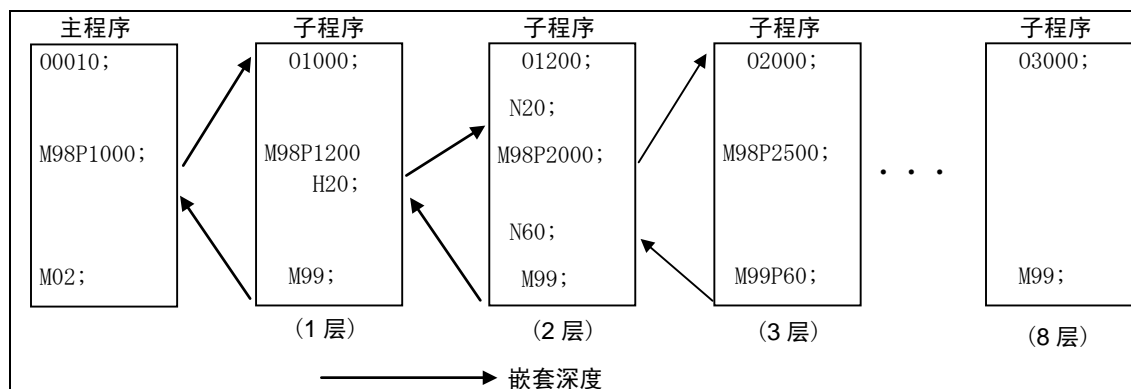 主程序
O0010;
M98P1000;
M02;
子程序
O1000;
M98P1200
H20;
M99;
(1 层)
子程序
O1200;
N20;
M98P2000;
N60;
M99;
(2 层)
子程序
O2000;
M98P2500;
M99P60;
(3 层)
· · ·
子程序
O3000;
M99;
(8 层)
嵌套深度